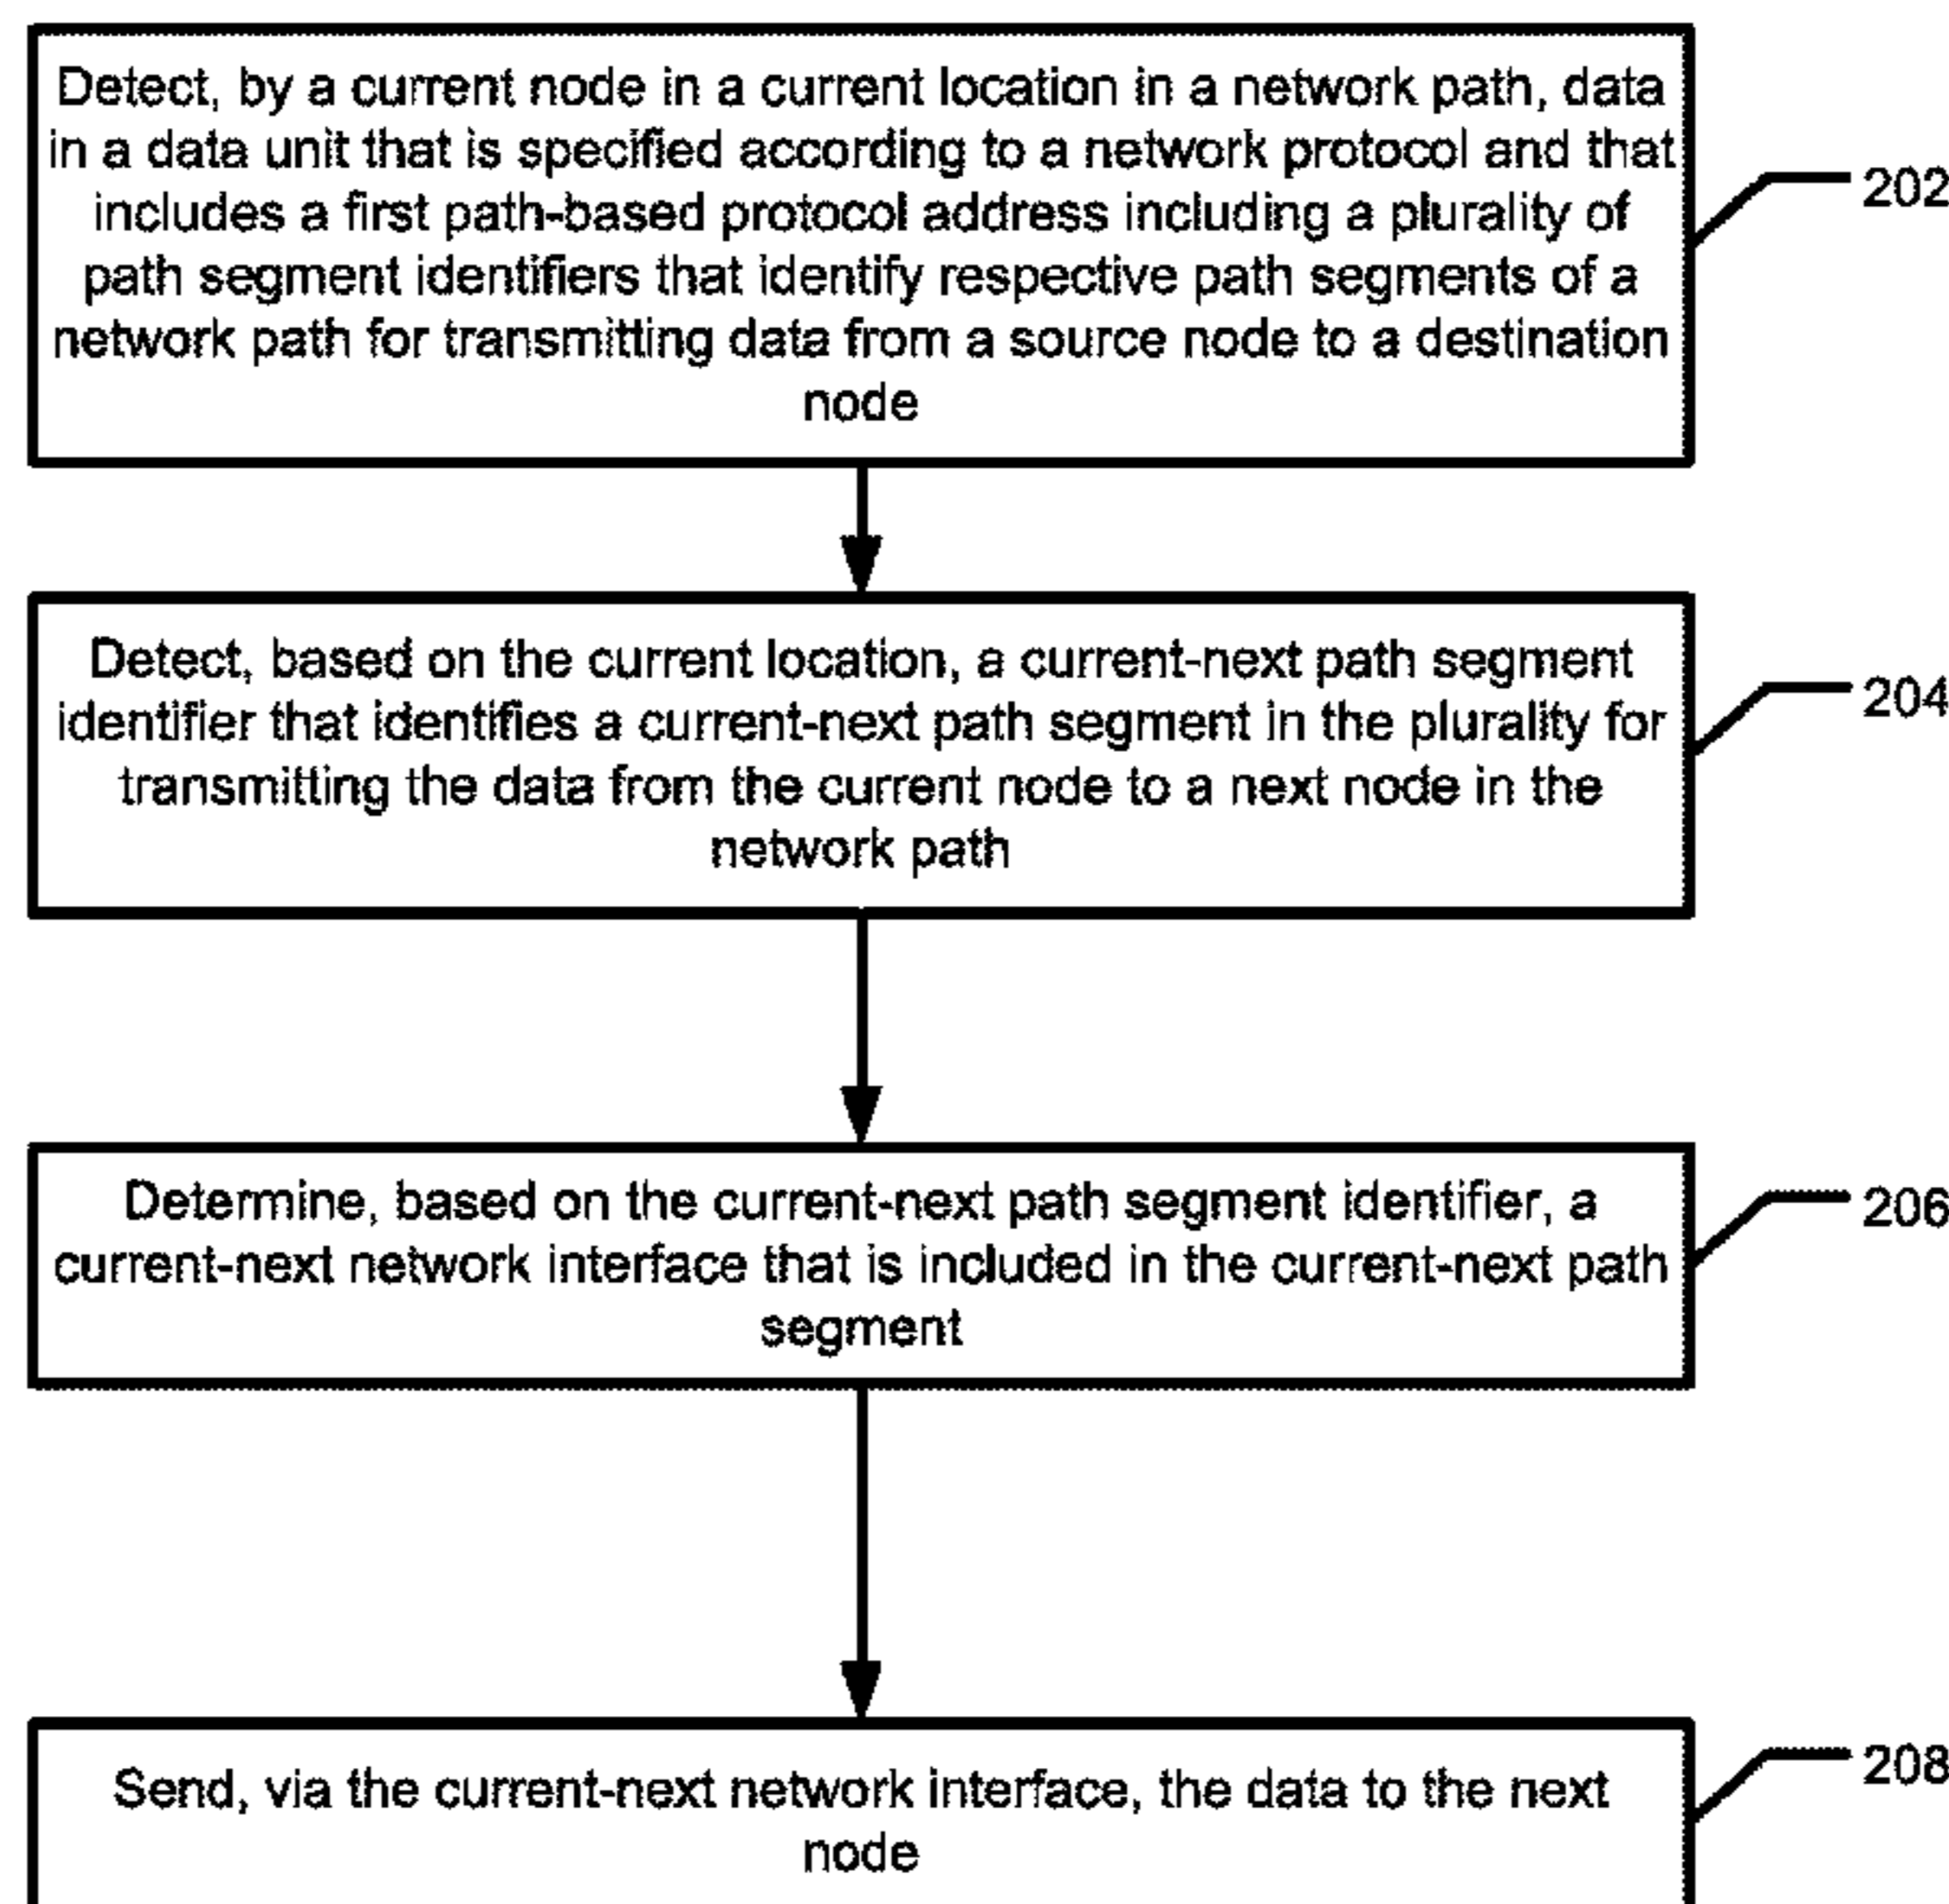 Detect, by a current node in a current location in a network path, data
in a data unit that is specified according to a network protocol and that
includes a first path-based protocol address including a plurality of
path segment identifiers that identify respective path segments of a
network path for transmitting data from a source node to a destination
node
202
Detect, based on the current location, a current-next path segment
identifier that identifies a current-next path segment in the plurality for
transmitting the data from the current node to a next node in the
network path
204
Determine, based on the current-next path segment identifier, a
current-next network interface that is included in the current-next path
segment
206
Send, via the current-next network interface, the data to the next
node
208